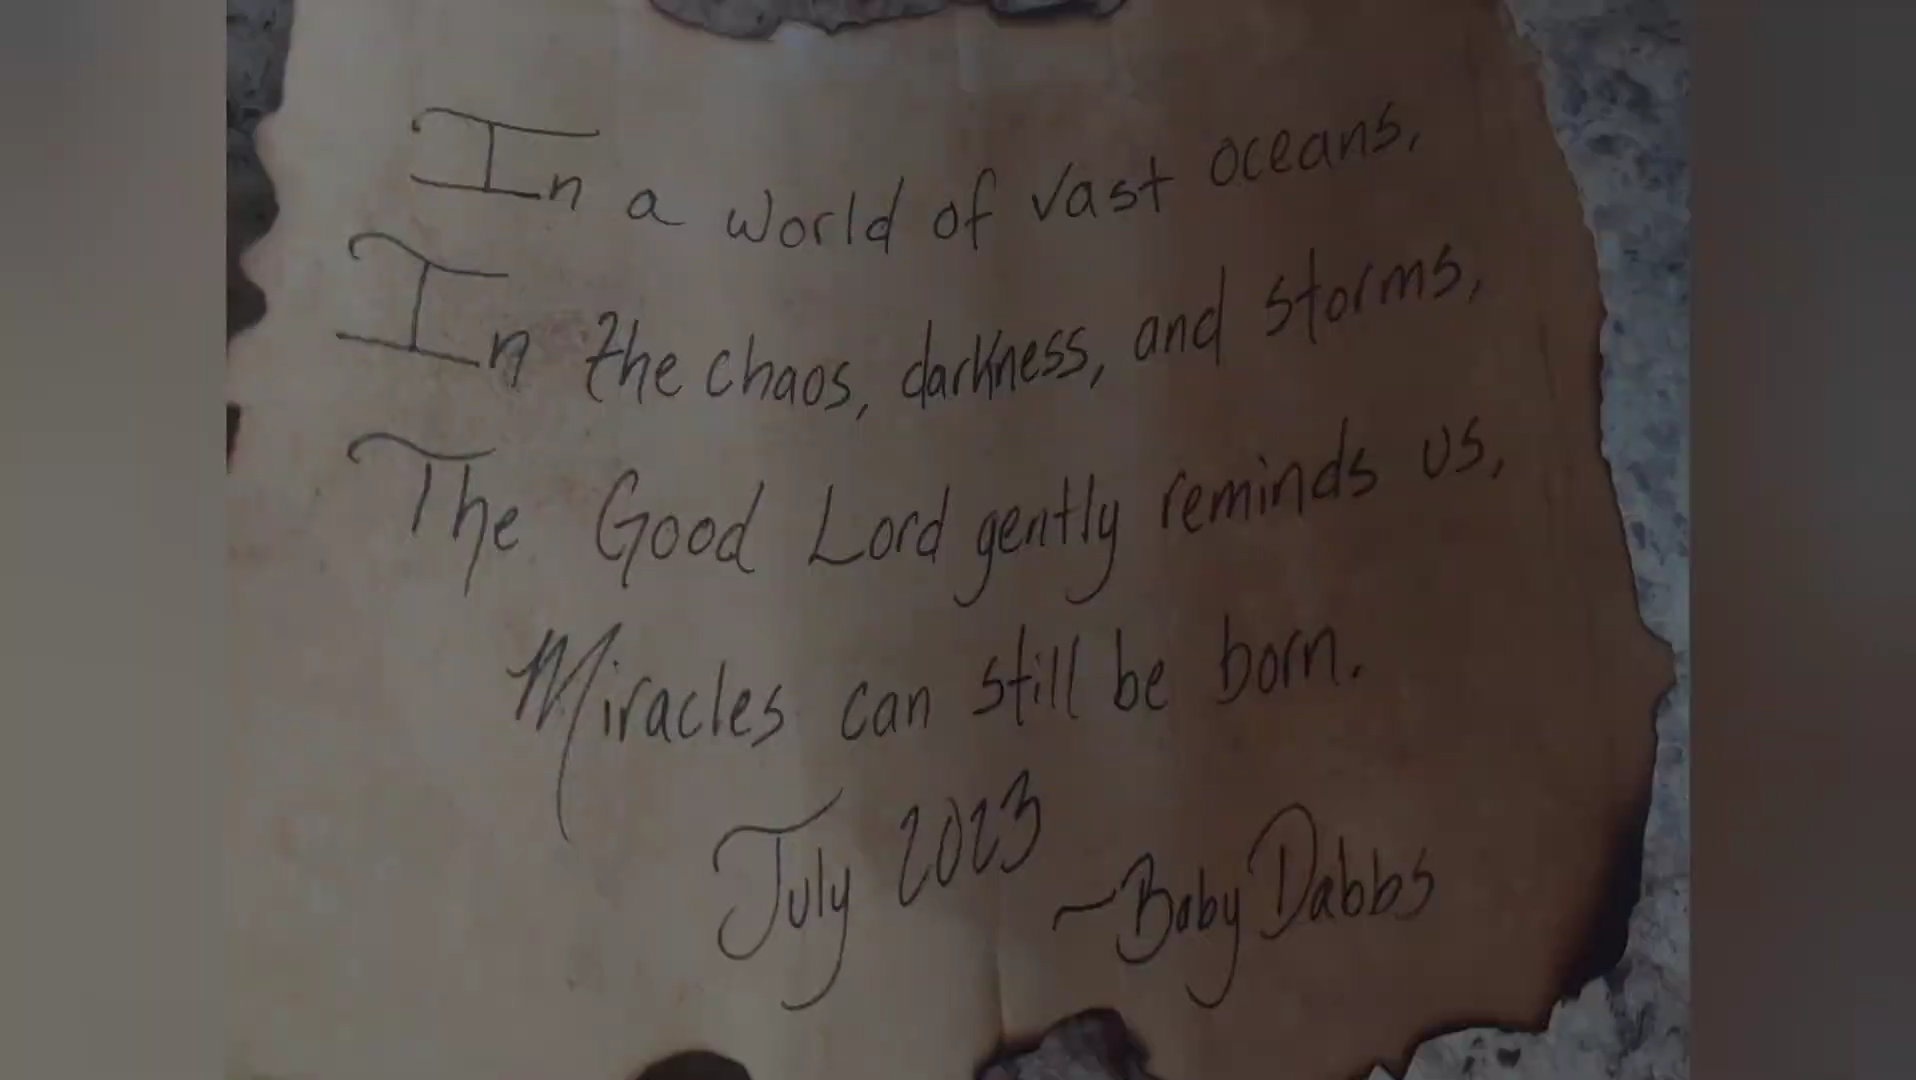 In a world of vast oceans,
In the chaos, darkness, and storms,
The Good Lord gently reminds us,
Miracles can still be born.
July 2023
~Baby Dabbs